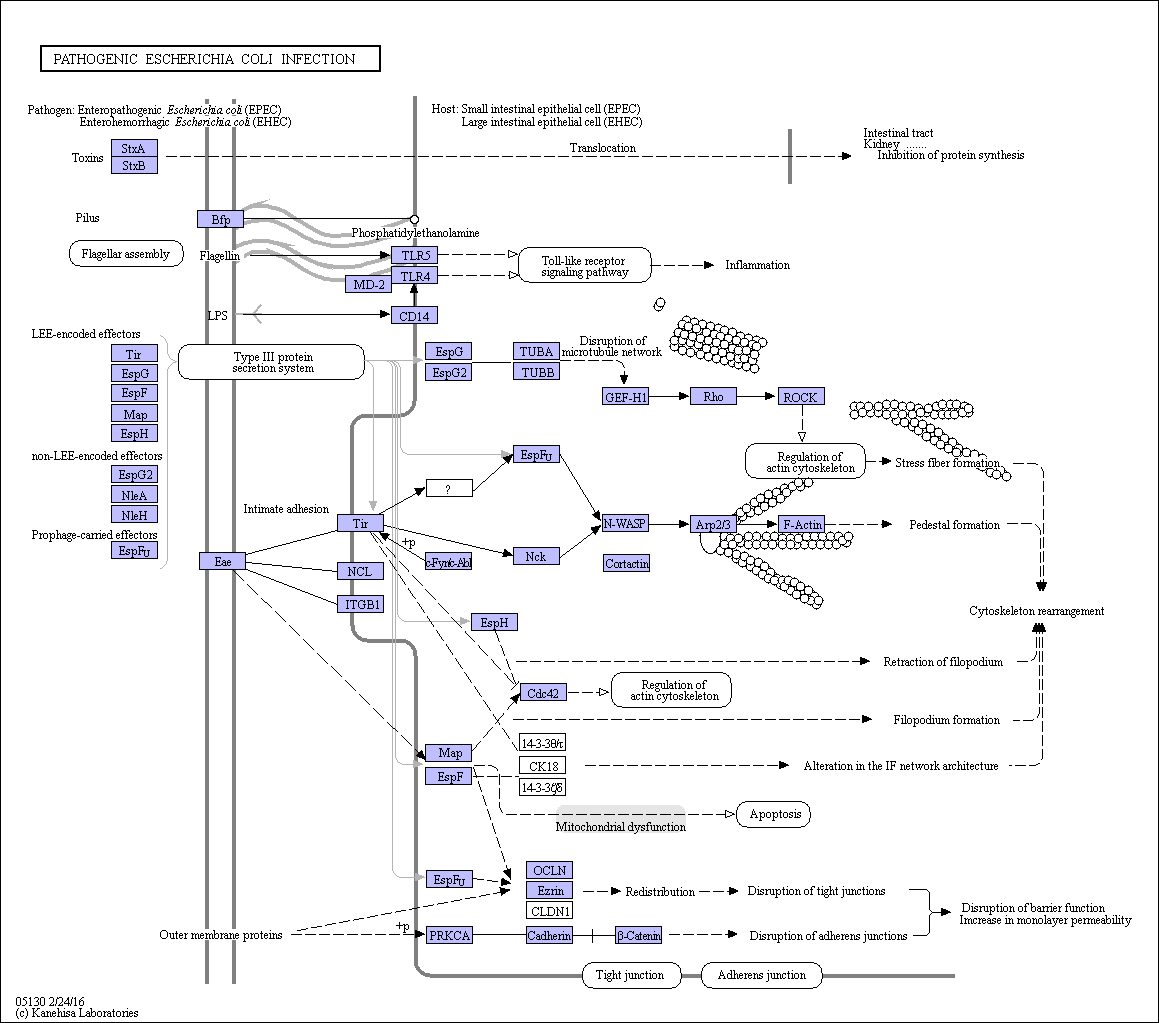 PATHOGENIC ESCHERICHIA COLI INFECTION
Pathogen: Enteropathogenic Escherichia coli (EPEC)
Enterohemorrhagic Escherichia coli (EHEC)
Host: Small intestinal epithelial cell (EPEC)
Large intestinal epithelial cell (EHEC)
Toxins
StxA
StxB
Translocation
Intestinal tract
Kidney .......
Inhibition of protein synthesis
Pilus
Bfp
Phosphatidylethanolamine
Flagellar assembly
Flagellin
TLR5
MD-2
TLR4
Toll-like receptor
signaling pathway
Inflammation
LPS
CD14
LEE-encoded effectors
Tir
EspG
EspF
Map
EspH
non-LEE-encoded effectors
EspG2
NleA
NleH
Prophage-carried effectors
EspFU
Type III protein
secretion system
EspG
EspG2
TUBA
TUBB
Disruption of
microtubule network
GEF-H1
Rho
ROCK
Regulation of
actin cytoskeleton
Stress fiber formation
EspFU
?
Intimate adhesion
Tir
+p
c-Fyn/c-Abl
Nck
N-WASP
Cortactin
Arp2/3
F-Actin
Pedestal formation
Eae
NCL
ITGB1
EspH
Cytoskeleton rearrangement
Retraction of filopodium
Cdc42
Regulation of
actin cytoskeleton
Filopodium formation
Map
EspF
14-3-3θ/τ
CK18
Alteration in the IF network architecture
Mitochondrial dysfunction
Apoptosis
EspFU
OCLN
Ezrin
CLDN1
Redistribution
Disruption of tight junctions
Disruption of barrier function
Increase in monolayer permeability
Outer membrane proteins
+p
PRKCA
Cadherin
β-Catenin
Disruption of adherens junctions
Tight junction
Adherens junction
05130 2/24/16
(c) Kanehisa Laboratories